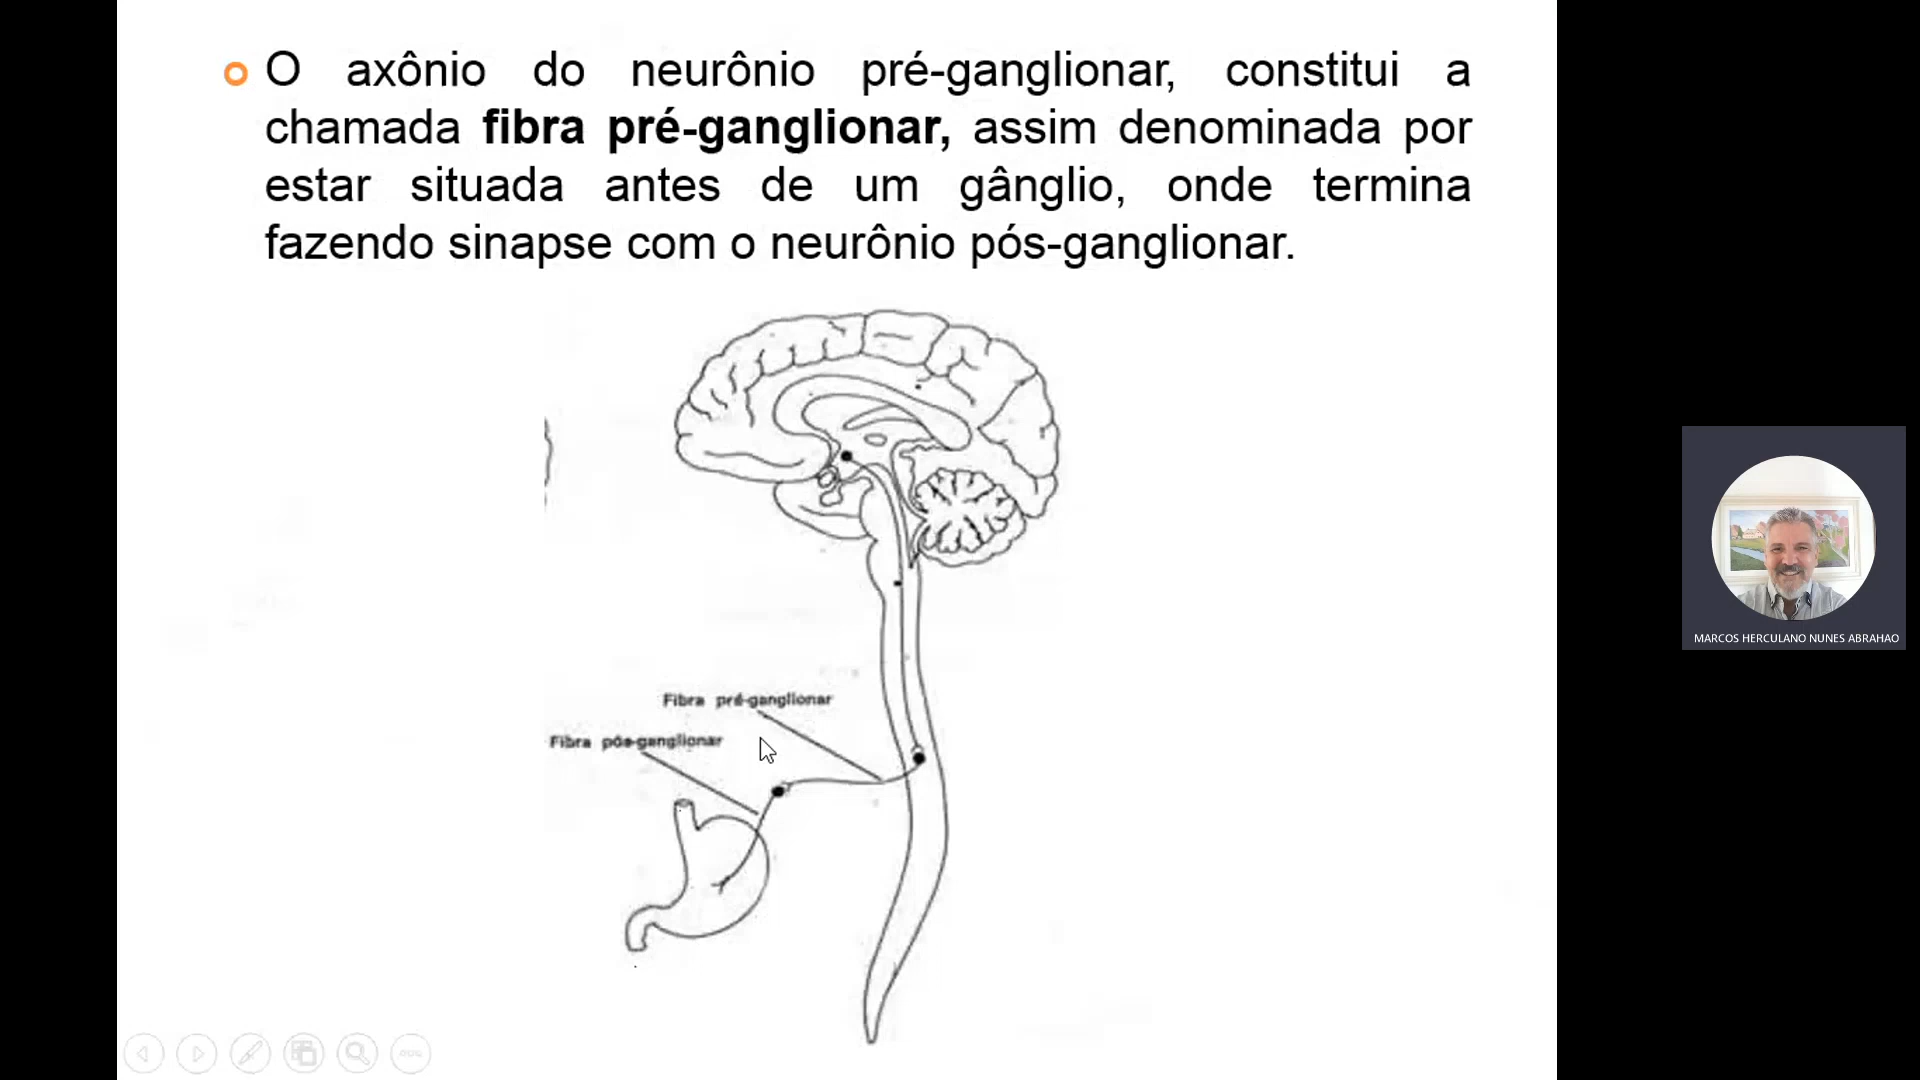 O axônio do neurônio pré-ganglionar, constitui a
chamada fibra pré-ganglionar, assim denominada por
estar situada antes de um gânglio, onde termina
fazendo sinapse com o neurônio pós-ganglionar.
Fibra pré-ganglionar
Fibra pós-ganglionar
MARCOS HERCULANO NUNES ABRAHAO